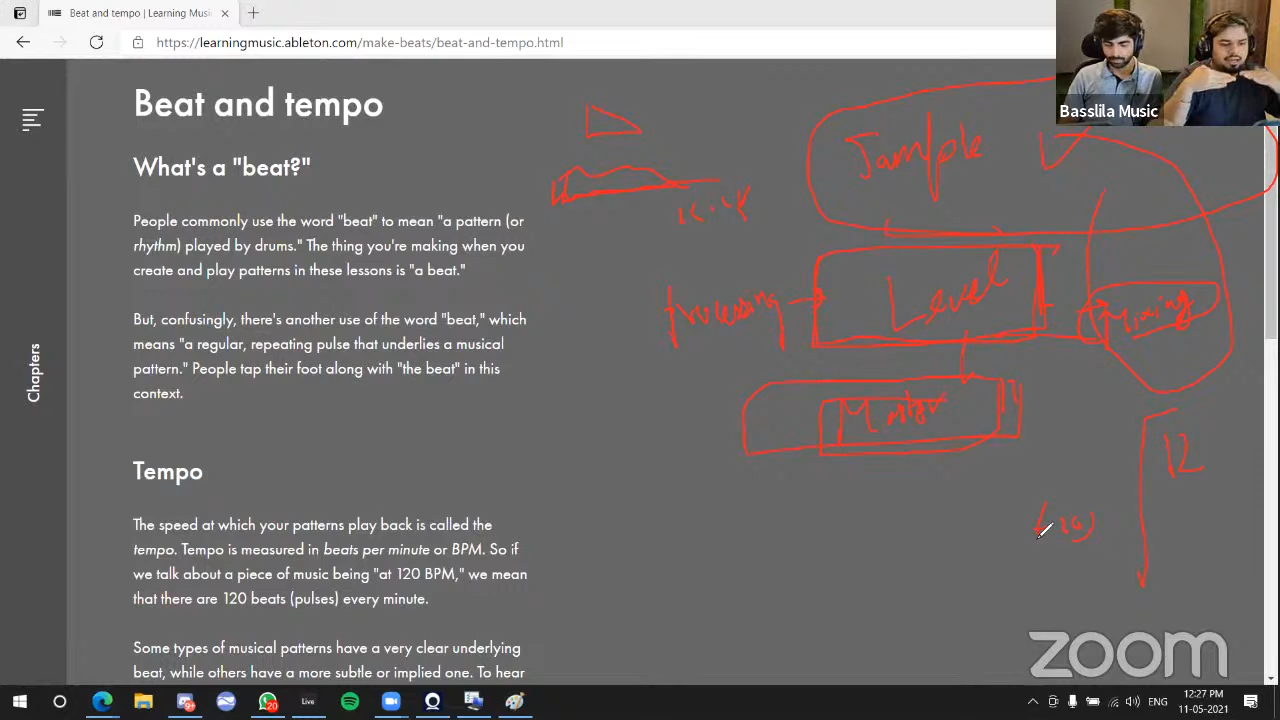 Beat and tempo | Learning Musi
https://learningmusic.ableton.com/make-beats/beat-and-tempo.html
Basslila Music
Chapters
Beat and tempo
What's a "beat?"
People commonly use the word "beat" to mean "a pattern (or
rhythm) played by drums." The thing you're making when you
create and play patterns in these lessons is "a beat."
But, confusingly, there's another use of the word "beat," which
means "a regular, repeating pulse that underlies a musical
pattern." People tap their foot along with "the beat" in this
context.
Tempo
The speed at which your patterns play back is called the
tempo. Tempo is measured in beats per minute or BPM. So if
we talk about a piece of music being "at 120 BPM," we mean
that there are 120 beats (pulses) every minute.
Some types of musical patterns have a very clear underlying
beat, while others have a more subtle or implied one. To hear
Sample
Kick
Processing
Level
Mixing
Master
12
zoom
9+
20
Live
ENG
12:27 PM
11-05-2021